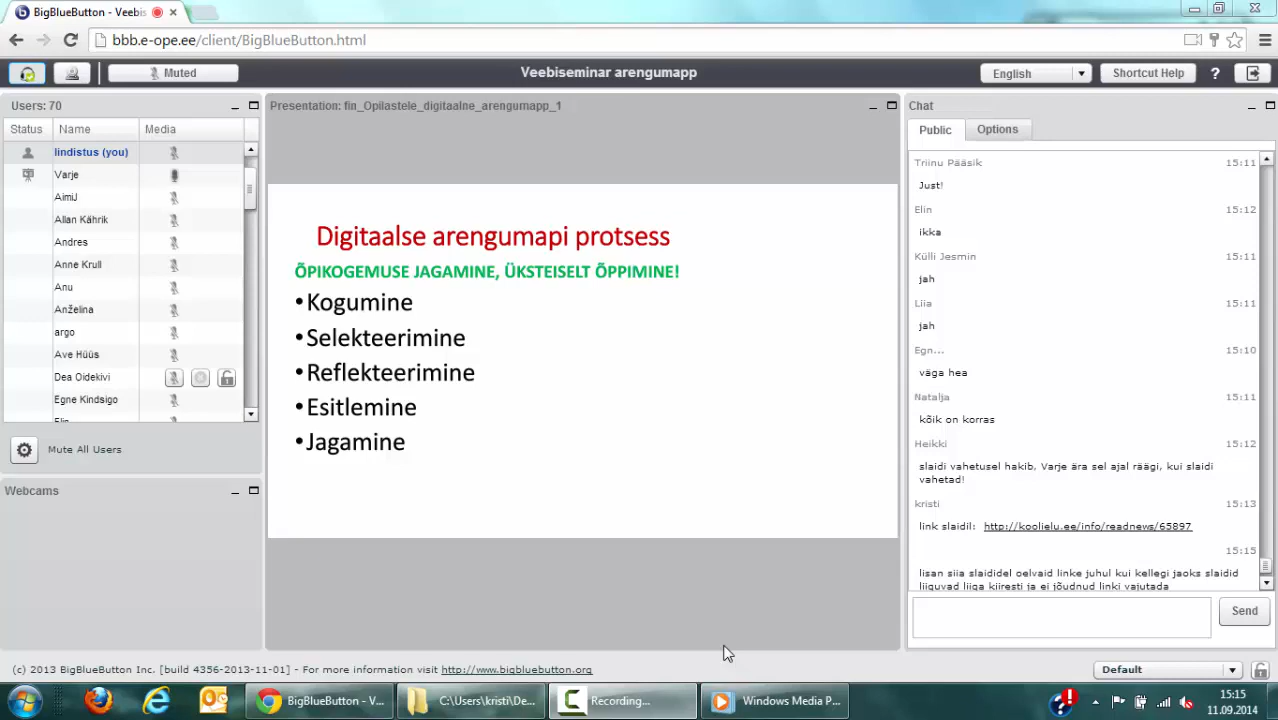 BigBlueButton - Veebis
bbb.e-ope.ee/client/BigBlueButton.html
Muted
Veebiseminar arengumapp
English
Shortcut Help
?
Users: 70
Status Name Media
lindistus (you)
Varje
AimiJ
Allan Kährik
Andres
Anne Krull
Anu
Anželina
argo
Ave Hüüs
Dea Oidekivi
Egne Kindsigo
Mute All Users
Webcams
Presentation: fin_Opilastele_digitaalne_arengumapp_1
Digitaalse arengumapi protsess
ÕPIKOGEMUSE JAGAMINE, ÜKSTEISELT ÕPPIMINE!
•Kogumine
•Selekteerimine
•Reflekteerimine
•Esitlemine
•Jagamine
Chat
Public Options
Triinu Pääsik 15:11
Just!
Elin 15:12
ikka
Külli Jesmin 15:11
jah
Liia 15:11
jah
Egn... 15:10
väga hea
Natalja 15:11
kõik on korras
Heikki 15:12
slaidi vahetusel hakib, Varje ära sel ajal räägi, kui slaidi
vahetad!
kristi 15:13
link slaidil: http://koolielu.ee/info/readnews/65897
15:15
lisan siia slaididel oelvaid linke juhul kui kellegi jaoks slaidid
liiguvad liiga kiiresti ja ei jõudnud linki vajutada
Send
(c) 2013 BigBlueButton Inc. [build 4356-2013-11-01] - For more information visit http://www.bigbluebutton.org
Default
BigBlueButton - V...
C:\Users\kristi\De...
Recording...
Windows Media P...
15:15
11.09.2014